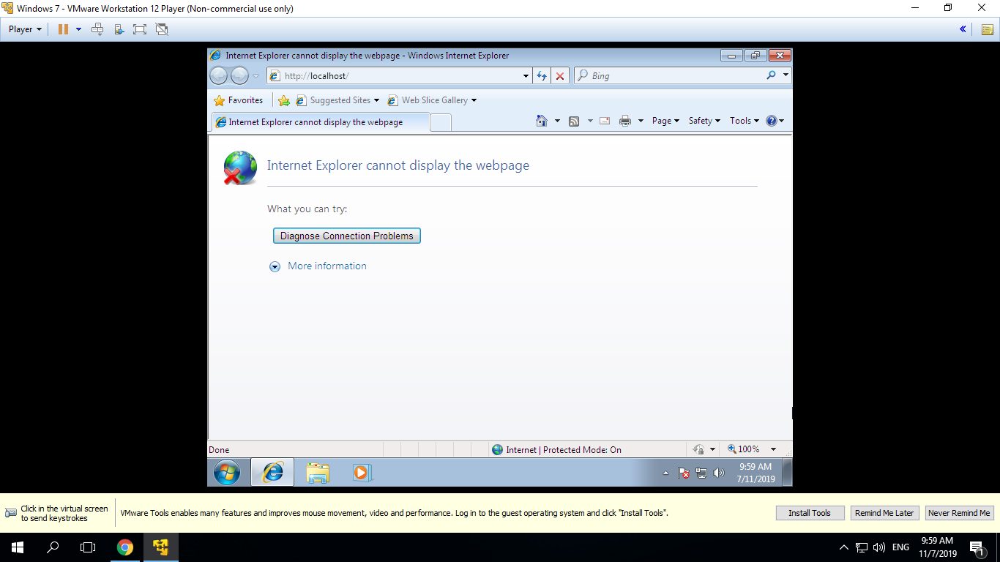 Windows 7 - VMware Workstation 12 Player (Non-commercial use only)
Player
Internet Explorer cannot display the webpage - Windows Internet Explorer
http://localhost/
Bing
Favorites
Suggested Sites
Web Slice Gallery
Internet Explorer cannot display the webpage
Page
Safety
Tools
Internet Explorer cannot display the webpage
What you can try:
Diagnose Connection Problems
More information
Done
Internet | Protected Mode: On
100%
9:59 AM
7/11/2019
Click in the virtual screen
to send keystrokes
VMware Tools enables many features and improves mouse movement, video and performance. Log in to the guest operating system and click "Install Tools".
Install Tools
Remind Me Later
Never Remind Me
ENG
9:59 AM
11/7/2019
1